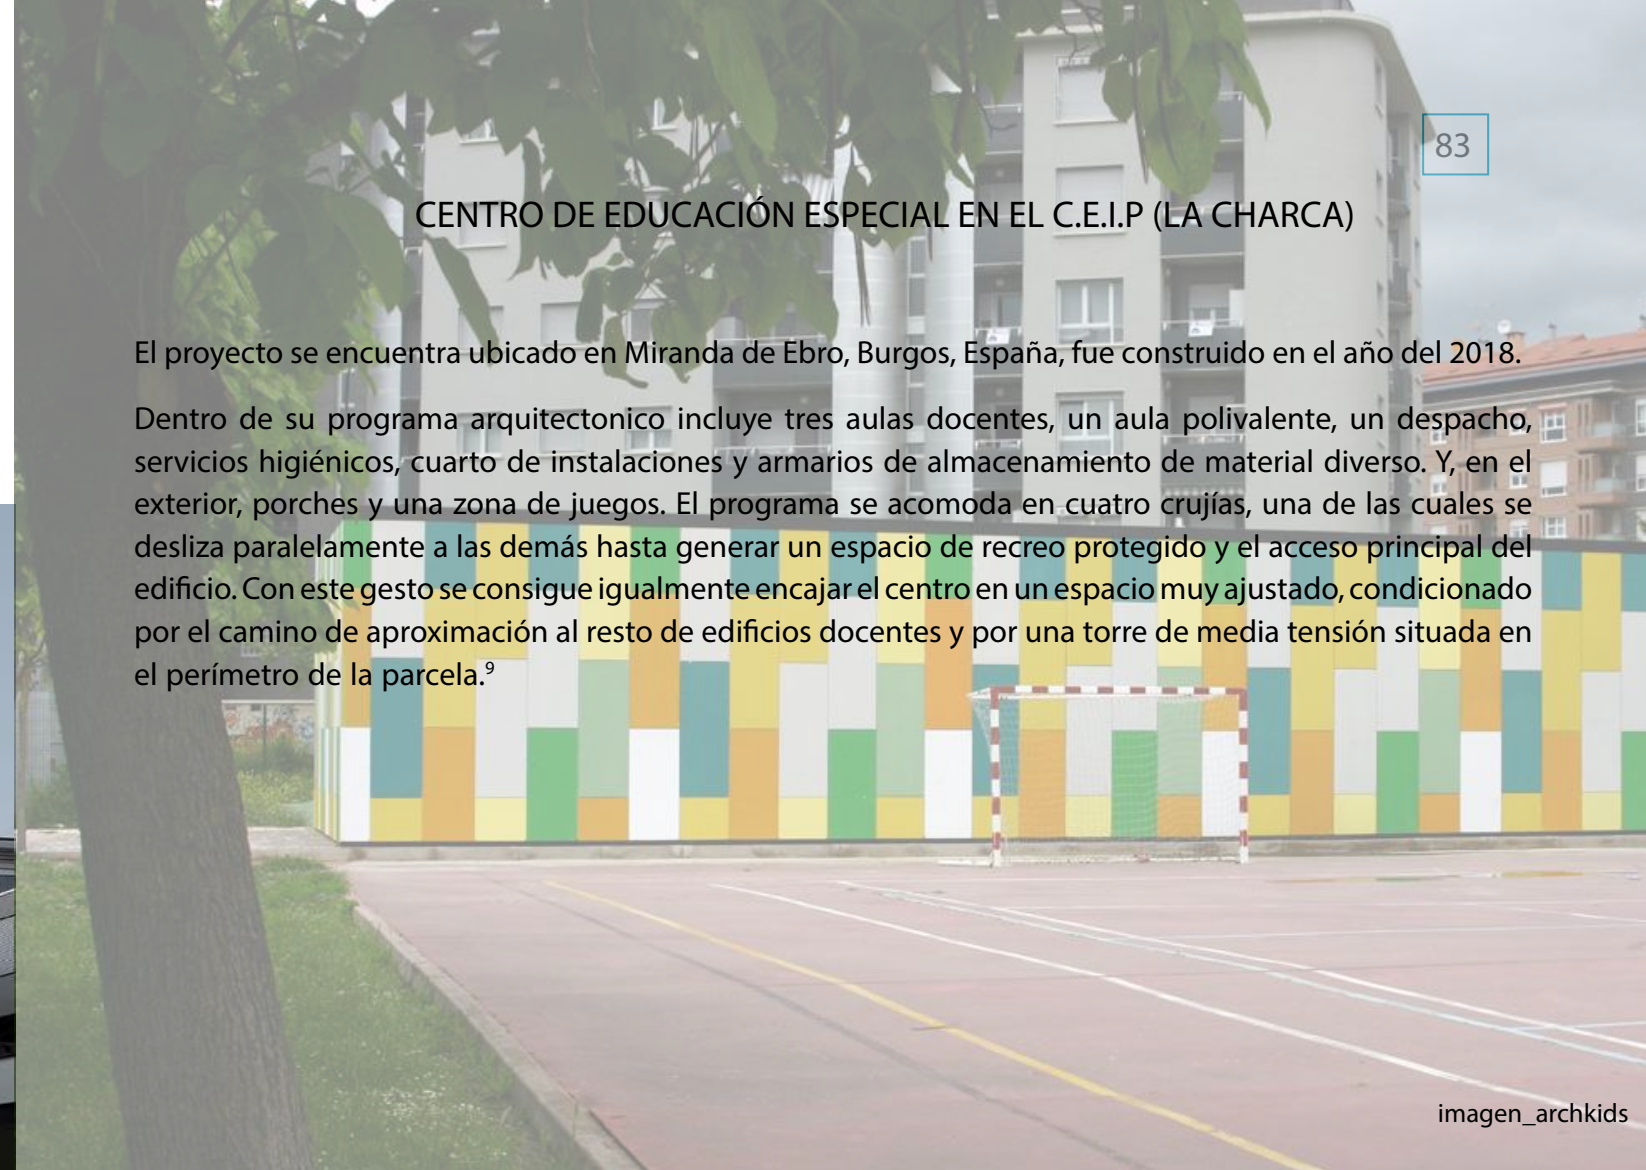 83
CENTRO DE EDUCACIÓN ESPECIAL EN EL C.E.I.P (LA CHARCA)
El proyecto se encuentra ubicado en Miranda de Ebro, Burgos, España, fue construido en el año del 2018.
Dentro de su programa arquitectonico incluye tres aulas docentes, un aula polivalente, un despacho,
servicios higiénicos, cuarto de instalaciones y armarios de almacenamiento de material diverso. Y, en el
exterior, porches y una zona de juegos. El programa se acomoda en cuatro crujías, una de las cuales se
desliza paralelamente a las demás hasta generar un espacio de recreo protegido y el acceso principal del
edificio. Con este gesto se consigue igualmente encajar el centro en un espacio muy ajustado, condicionado
por el camino de aproximación al resto de edificios docentes y por una torre de media tensión situada en
el perímetro de la parcela.⁹
imagen_archkids